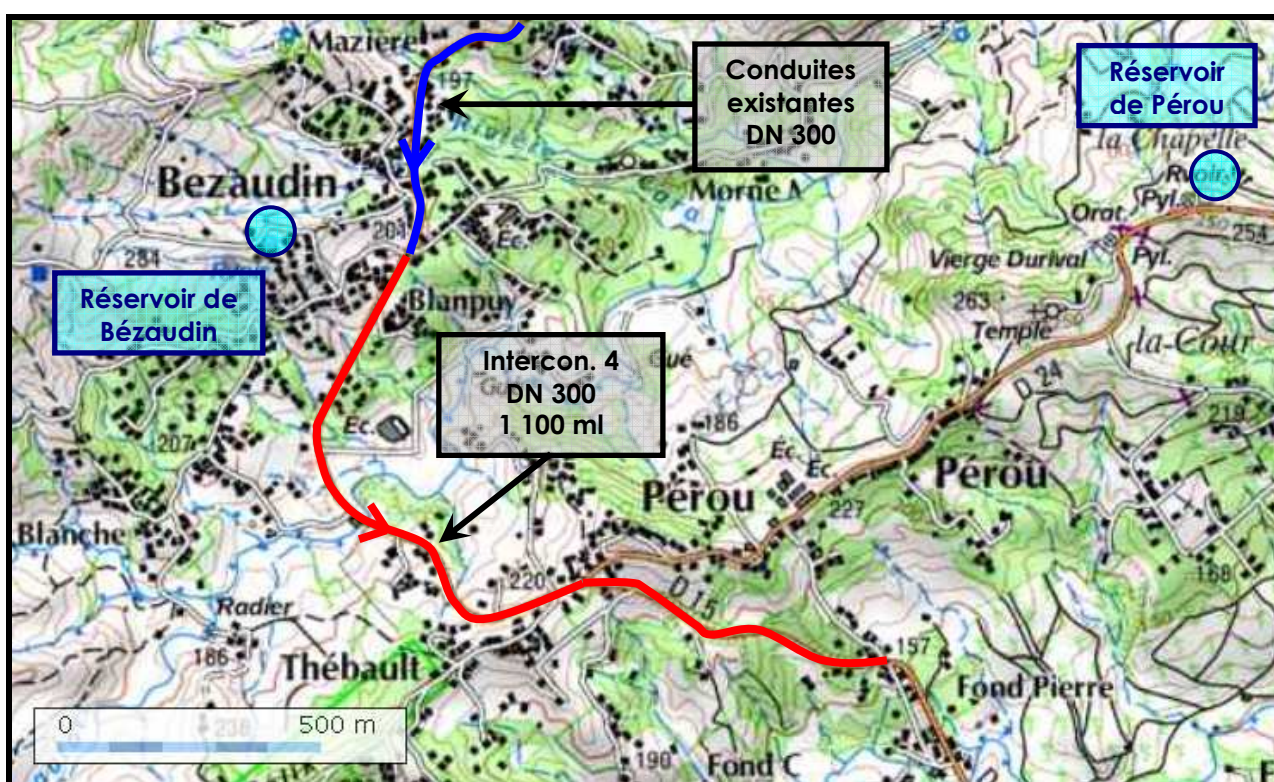 Mazière
197
Conduites
existantes
DN 300
Réservoir
de Pérou
la Chapelle
Rvoir
Pyl.
Orat.
254
Pyl.
Bezaudin
Morne
201
Ec.
284
Vierge Durival
263
Temple
Réservoir de
Bézaudin
Blanpuy
la-Cour
Intercon. 4
DN 300
1 100 ml
Gué
24
219
186
207
Ec.
Ec.
Ec.
Pérou
Pérou
227
Blanche
220
D 15
168
Radier
186
Thébault
157
Fond Pierre
0
500 m
190
Fond C